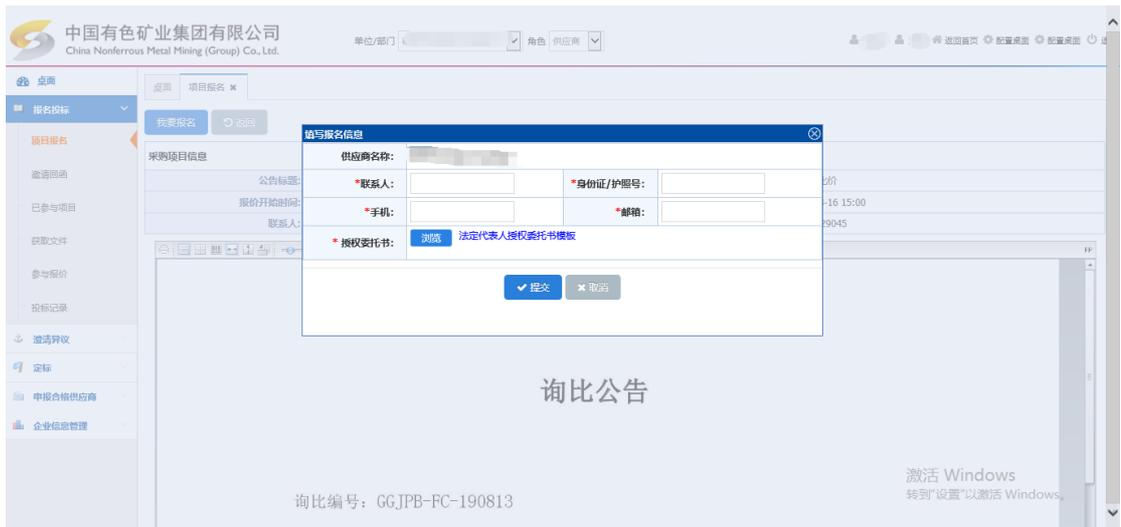 中国有色矿业集团有限公司
China Nonferrous Metal Mining (Group) Co., Ltd.
单位/部门 角色 供应商
返回首页 配置桌面 配置桌面
桌面
报名投标
项目报名
邀请回函
已参与项目
获取文件
参与报价
投标记录
澄清异议
定标
申报合格供应商
企业信息管理
桌面 项目报名
我要报名 返回
采购项目信息
公告标题: 比价
报价开始时间: -16 15:00
联系人: 29045
填写报名信息
供应商名称:
*联系人: *身份证/护照号:
*手机: *邮箱:
* 授权委托书: 浏览 法定代表人授权委托书模板
提交 取消
询比公告
询比编号: GGJPB-FC-190813
激活 Windows
转到"设置"以激活 Windows。